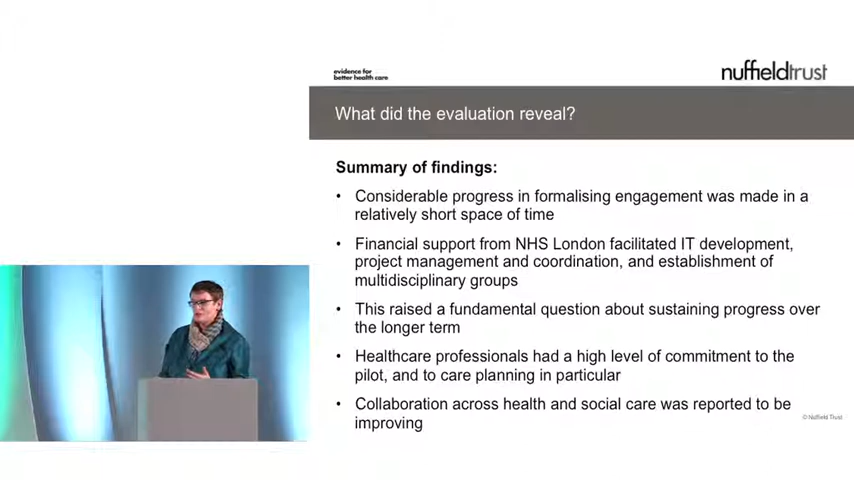 evidence for
better health care
nuffieldtrust
What did the evaluation reveal?
Summary of findings:
• Considerable progress in formalising engagement was made in a
relatively short space of time
• Financial support from NHS London facilitated IT development,
project management and coordination, and establishment of
multidisciplinary groups
• This raised a fundamental question about sustaining progress over
the longer term
• Healthcare professionals had a high level of commitment to the
pilot, and to care planning in particular
• Collaboration across health and social care was reported to be
improving
© Nuffield Trust